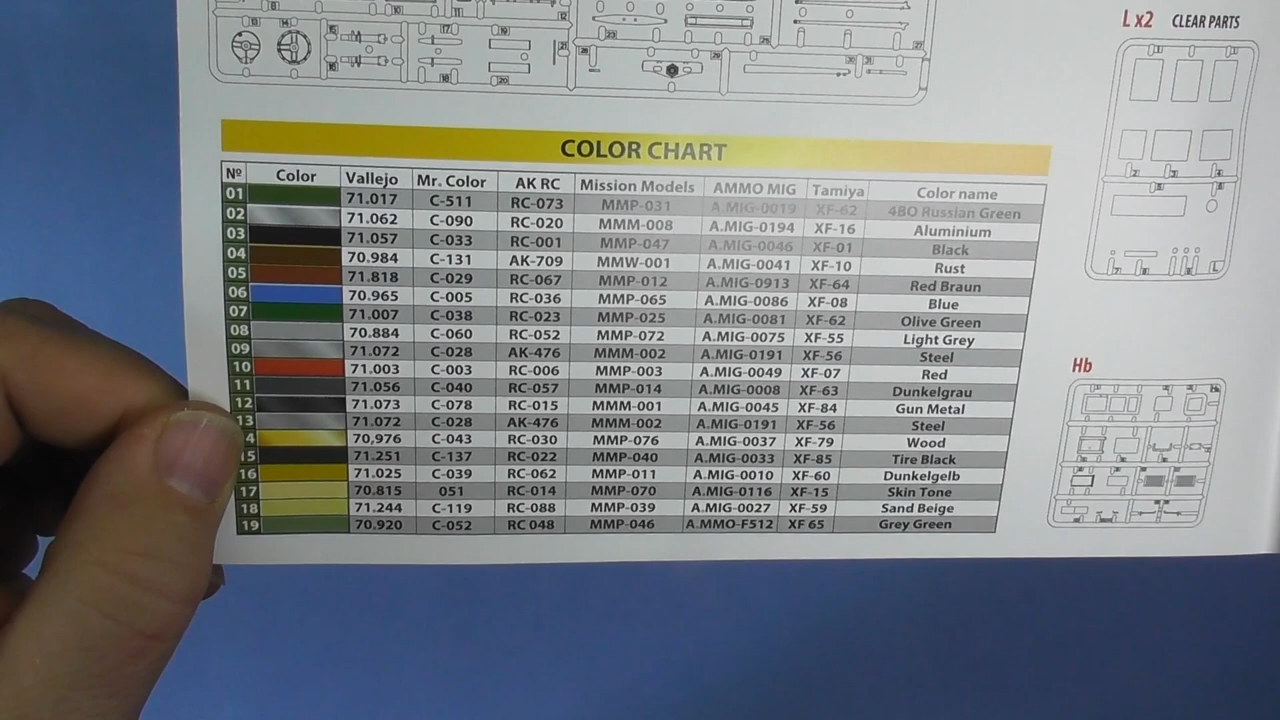 L x2 CLEAR PARTS
COLOR CHART
Nº Color Vallejo Mr. Color AK RC Mission Models AMMO MIG Tamiya Color name
01 71.017 C-511 RC-073 MMP-031 A.MIG-0019 XF-62 4BO Russian Green
02 71.062 C-090 RC-020 MMM-008 A.MIG-0194 XF-16 Aluminium
03 71.057 C-033 RC-001 MMP-047 A.MIG-0046 XF-01 Black
04 70.984 C-131 AK-709 MMW-001 A.MIG-0041 XF-10 Rust
05 71.818 C-029 RC-067 MMP-012 A.MIG-0913 XF-64 Red Braun
06 70.965 C-005 RC-036 MMP-065 A.MIG-0086 XF-08 Blue
07 71.007 C-038 RC-023 MMP-025 A.MIG-0081 XF-62 Olive Green
08 70.884 C-060 RC-052 MMP-072 A.MIG-0075 XF-55 Light Grey
09 71.072 C-028 AK-476 MMM-002 A.MIG-0191 XF-56 Steel
10 71.003 C-003 RC-006 MMP-003 A.MIG-0049 XF-07 Red
11 71.056 C-040 RC-057 MMP-014 A.MIG-0008 XF-63 Dunkelgrau
12 71.073 C-078 RC-015 MMM-001 A.MIG-0045 XF-84 Gun Metal
13 71.072 C-028 AK-476 MMM-002 A.MIG-0191 XF-56 Steel
4 70,976 C-043 RC-030 MMP-076 A.MIG-0037 XF-79 Wood
15 71.251 C-137 RC-022 MMP-040 A.MIG-0033 XF-85 Tire Black
16 71.025 C-039 RC-062 MMP-011 A.MIG-0010 XF-60 Dunkelgelb
17 70.815 051 RC-014 MMP-070 A.MIG-0116 XF-15 Skin Tone
18 71.244 C-119 RC-088 MMP-039 A.MIG-0027 XF-59 Sand Beige
19 70.920 C-052 RC 048 MMP-046 A.MMO-F512 XF 65 Grey Green
Hb